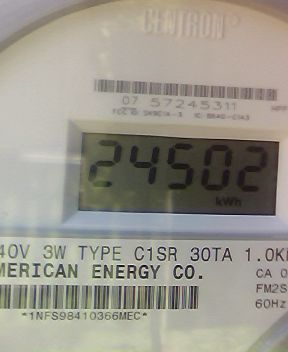 CENTRON
07 57245311
24502
kWh
40V 3W TYPE C1SR 30TA 1.0K
MERICAN ENERGY CO.
CA 0
FM2S
60Hz
*1NFS98410366MEC*